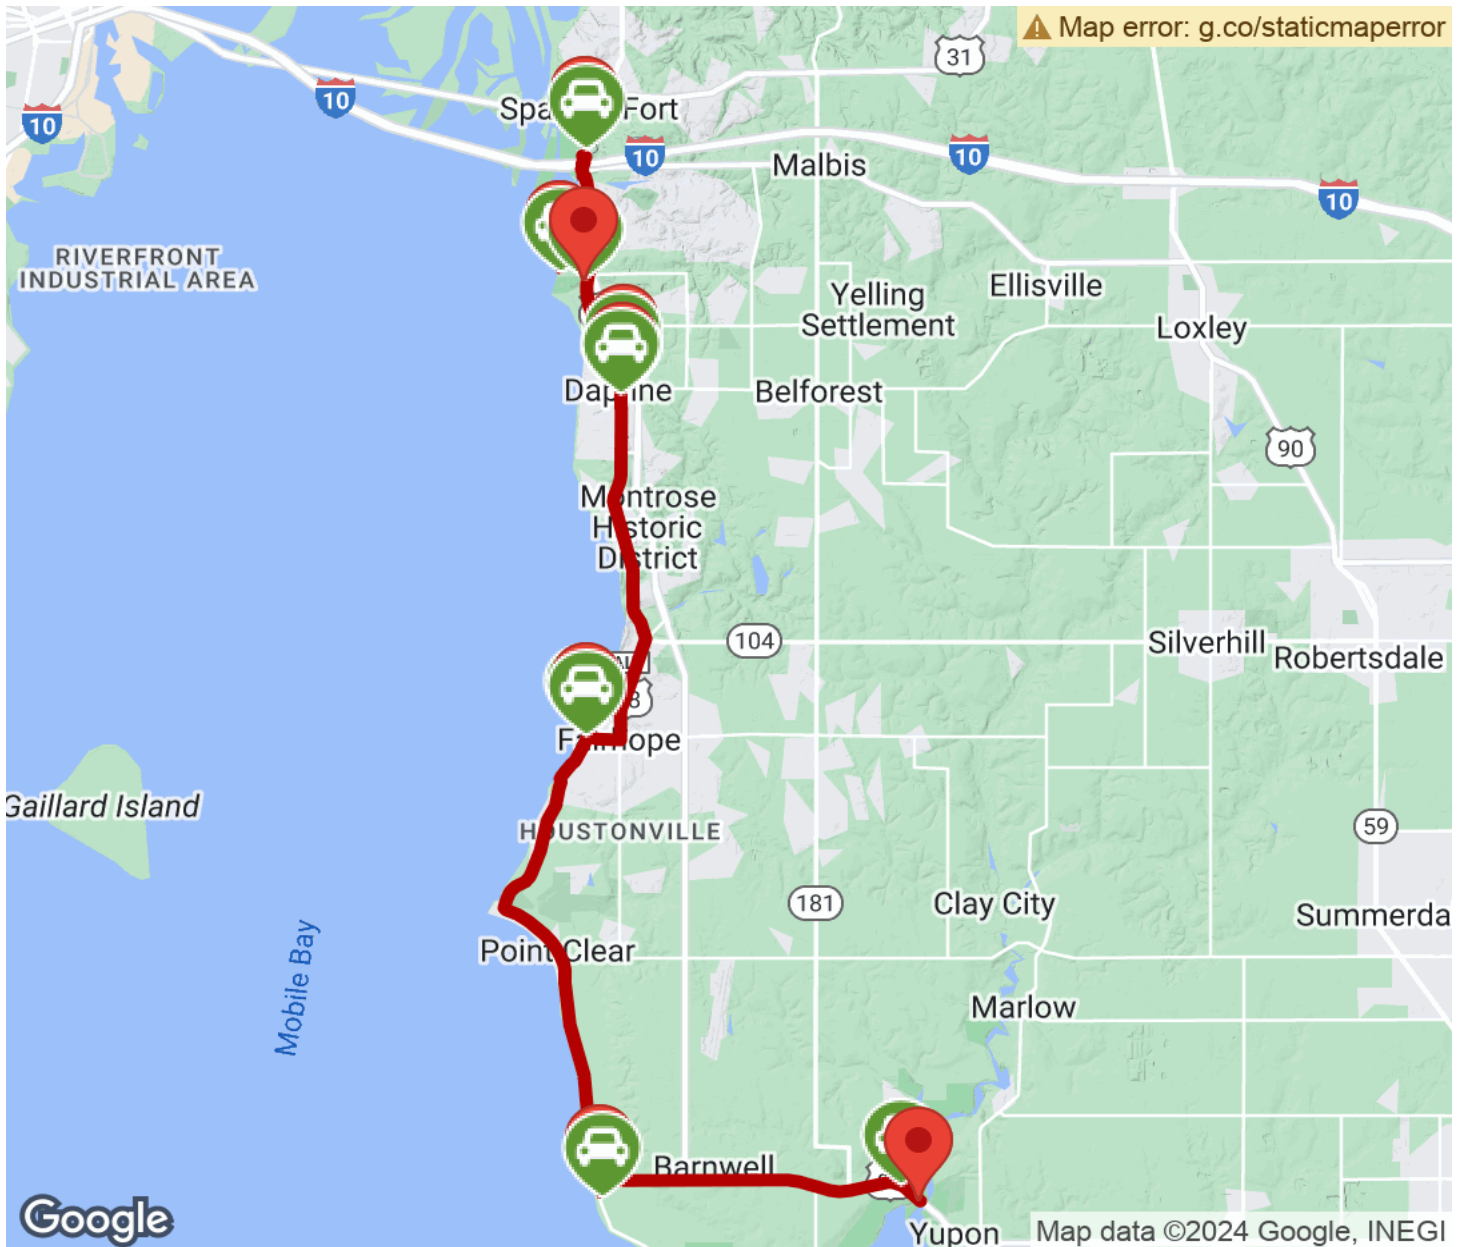 Map error: g.co/staticmaperror
31
10
10
Fort
10
10
Malbis
10
RIVERFRONT
INDUSTRIAL AREA
Ellisville
Yelling
Settlement
Loxley
Belforest
90
Montrose
Historic
District
104
Silverhill
Robertsdale
Fairhope
Gaillard Island
HOUSTONVILLE
59
181
Clay City
Summerda
Mobile Bay
Point Clear
Marlow
Barnwell
Google
Yupon
Map data ©2024 Google, INEGI